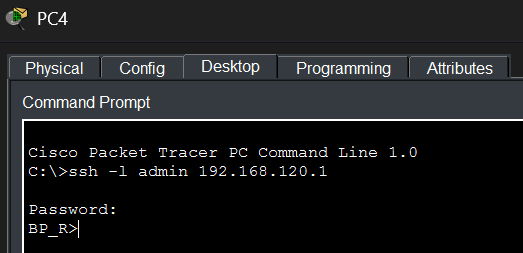 PC4
Physical Config Desktop Programming Attributes
Command Prompt
Cisco Packet Tracer PC Command Line 1.0
C:\>ssh -l admin 192.168.120.1
Password:
BP_R>